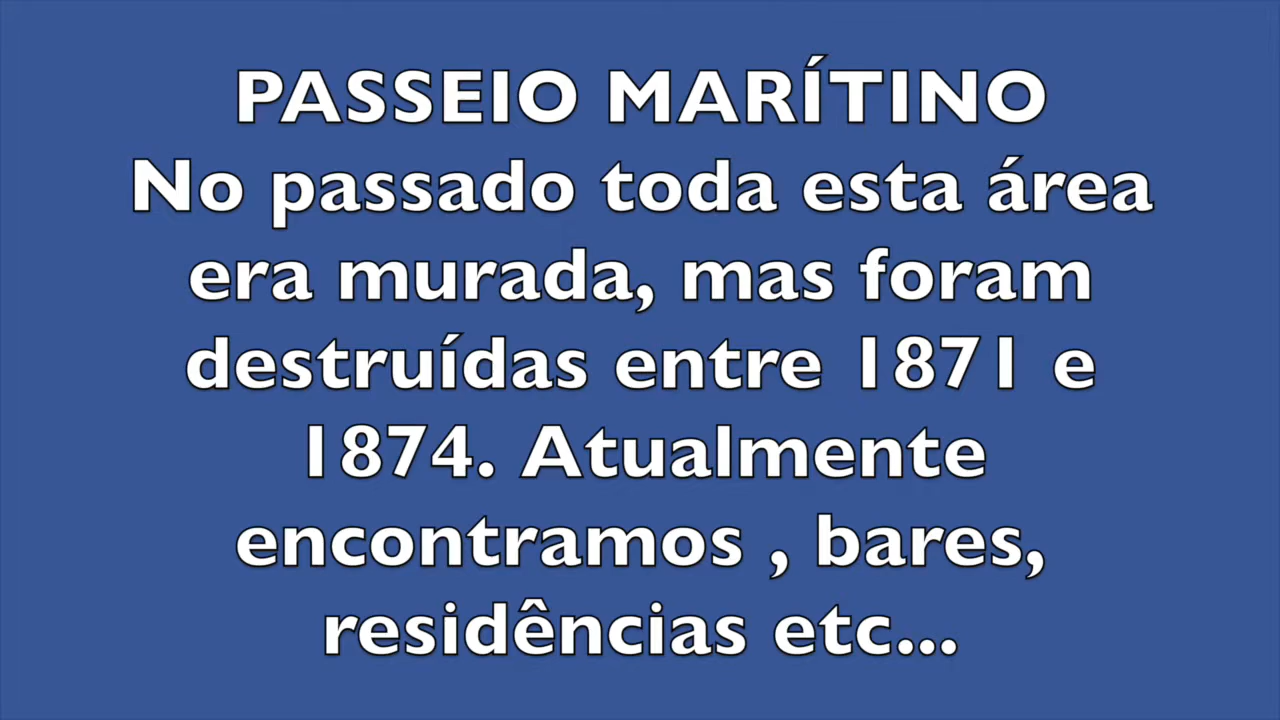 PASSEIO MARÍTINO
No passado toda esta área
era murada, mas foram
destruídas entre 1871 e
1874. Atualmente
encontramos , bares,
residências etc...